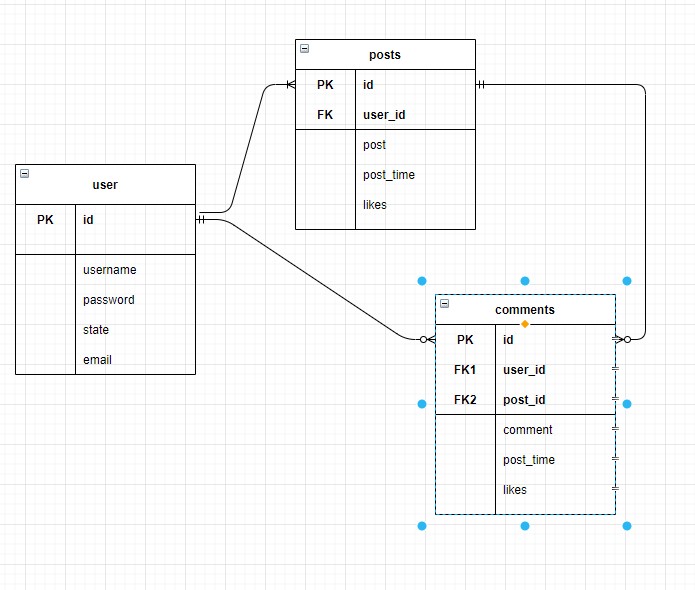 posts
PK id
FK user_id
post
post_time
likes
user
PK id
username
password
state
email
comments
PK id
FK1 user_id
FK2 post_id
comment
post_time
likes